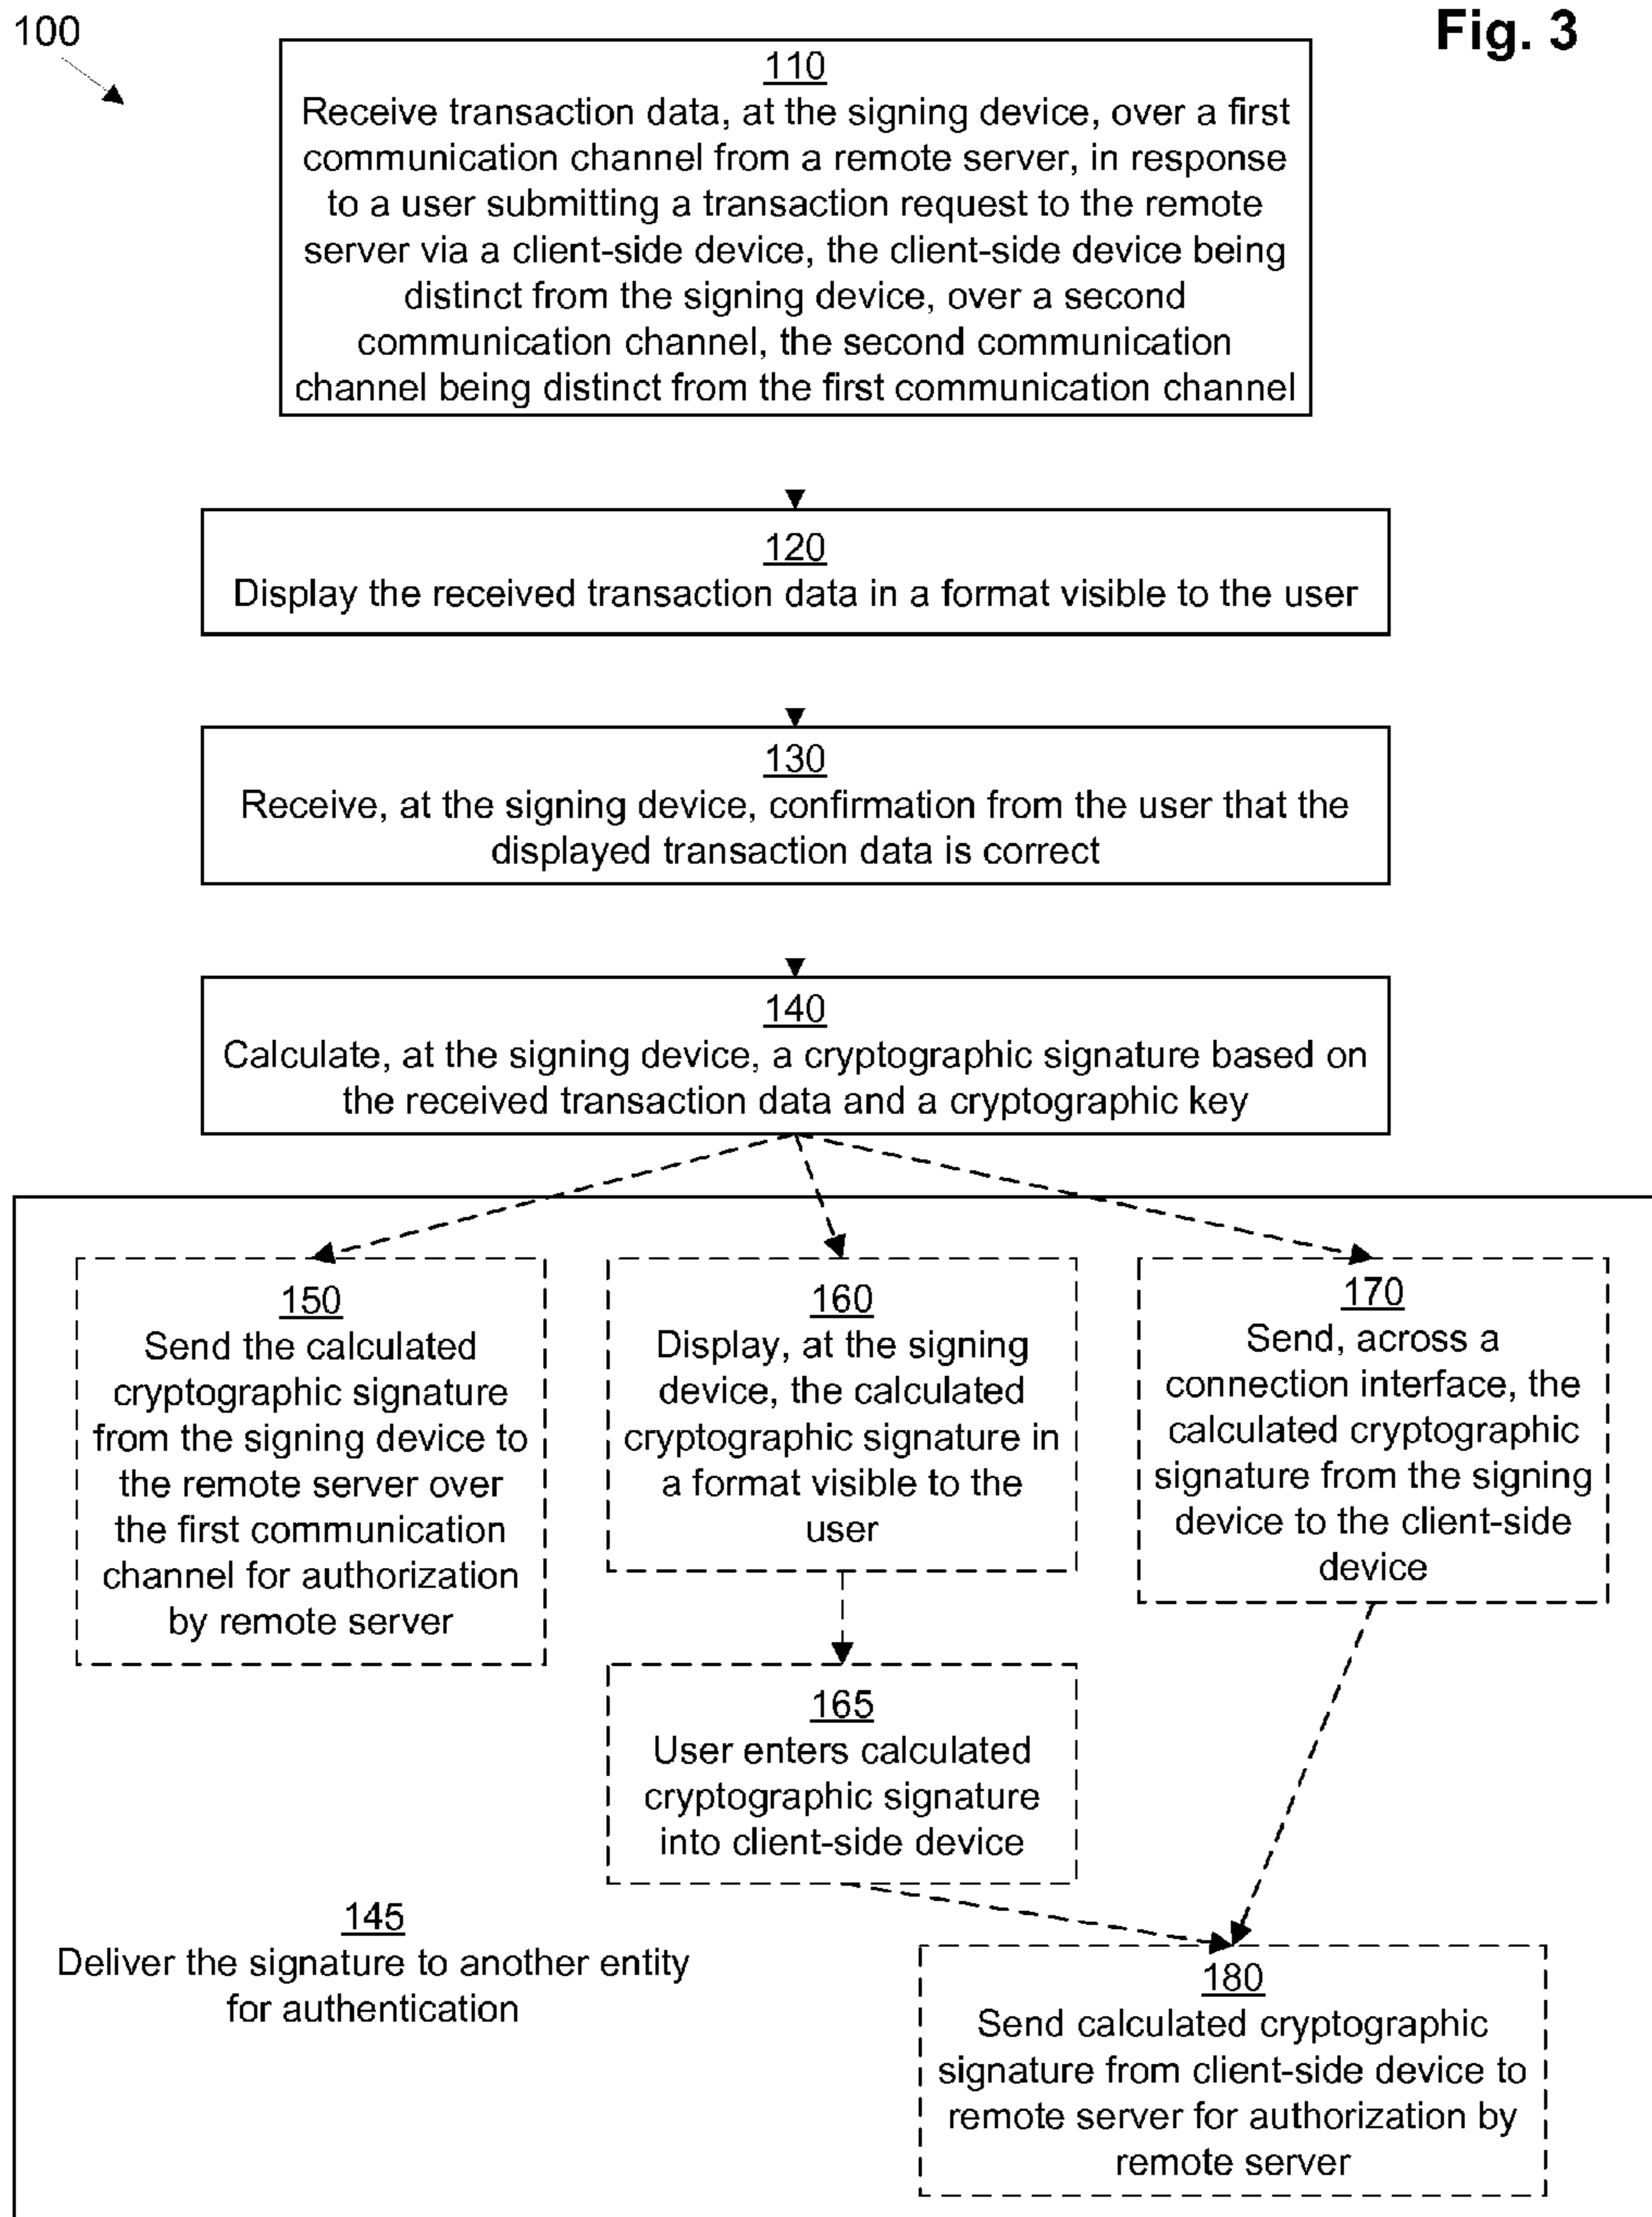 100
Fig. 3
110
Receive transaction data, at the signing device, over a first
communication channel from a remote server, in response
to a user submitting a transaction request to the remote
server via a client-side device, the client-side device being
distinct from the signing device, over a second
communication channel, the second communication
channel being distinct from the first communication channel
120
Display the received transaction data in a format visible to the user
130
Receive, at the signing device, confirmation from the user that the
displayed transaction data is correct
140
Calculate, at the signing device, a cryptographic signature based on
the received transaction data and a cryptographic key
150
Send the calculated
cryptographic signature
from the signing device to
the remote server over
the first communication
channel for authorization
by remote server
160
Display, at the signing
device, the calculated
cryptographic signature in
a format visible to the
user
170
Send, across a
connection interface, the
calculated cryptographic
signature from the signing
device to the client-side
device
165
User enters calculated
cryptographic signature
into client-side device
145
Deliver the signature to another entity
for authentication
180
Send calculated cryptographic
signature from client-side device to
remote server for authorization by
remote server